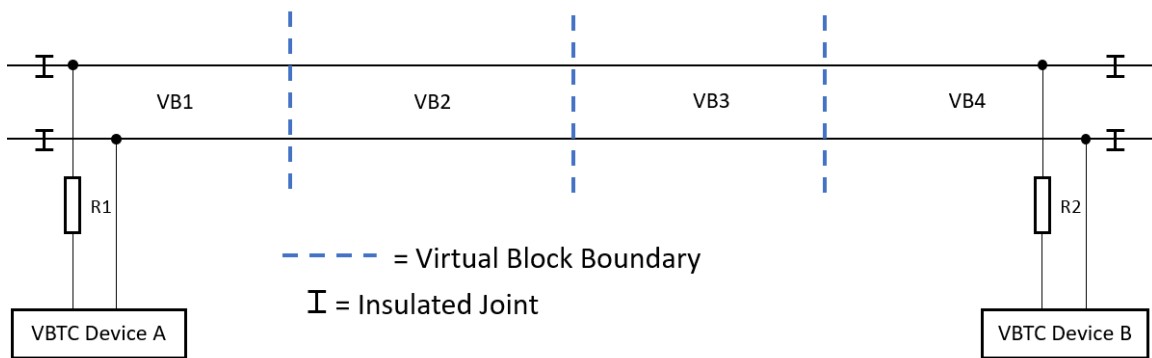 VB1
VB2
VB3
VB4
R1
R2
= Virtual Block Boundary
= Insulated Joint
VBTC Device A
VBTC Device B